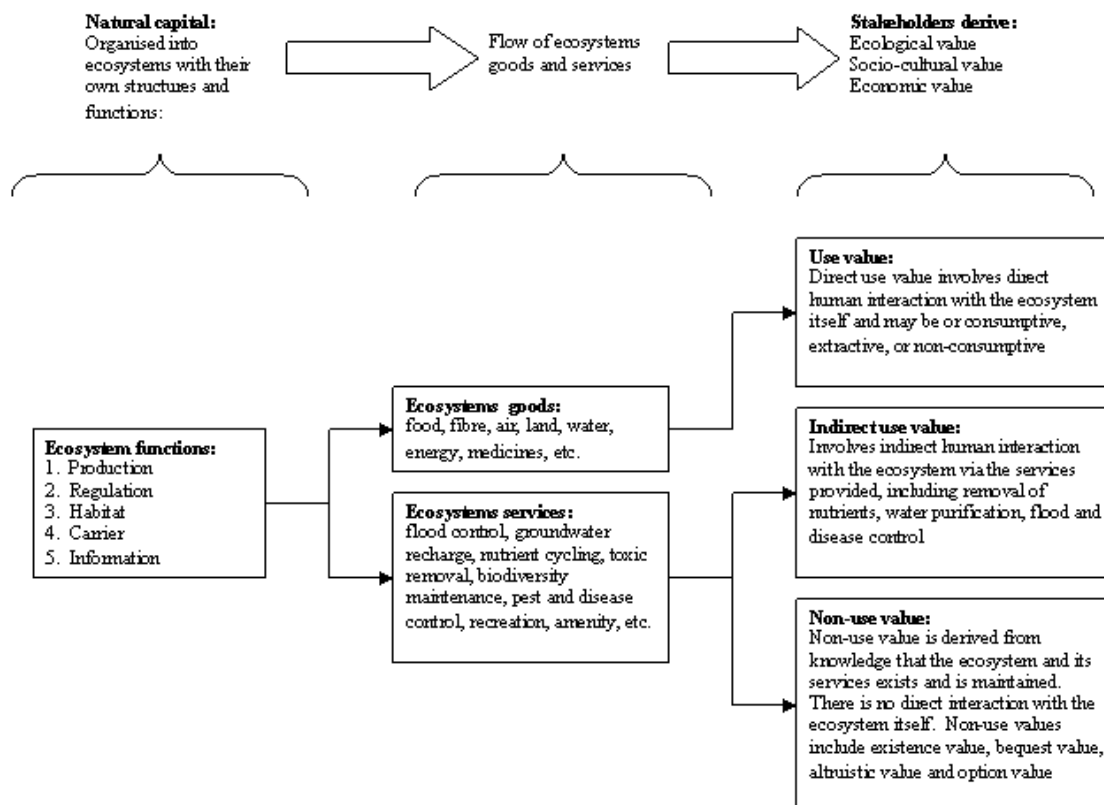 Natural capital:
Organised into
ecosystems with their
own structures and
functions:
Flow of ecosystems
goods and services
Stakeholders derive:
Ecological value
Socio-cultural value
Economic value
Ecosystem functions:
1. Production
2. Regulation
3. Habitat
4. Carrier
5. Information
Ecosystems goods:
food, fibre, air, land, water,
energy, medicines, etc.
Ecosystems services:
flood control, groundwater
recharge, nutrient cycling, toxic
removal, biodiversity
maintenance, pest and disease
control, recreation, amenity, etc.
Use value:
Direct use value involves direct
human interaction with the ecosystem
itself and may be or consumptive,
extractive, or non-consumptive
Indirect use value:
Involves indirect human interaction
with the ecosystem via the services
provided, including removal of
nutrients, water purification, flood and
disease control
Non-use value:
Non-use value is derived from
knowledge that the ecosystem and its
services exists and is maintained.
There is no direct interaction with the
ecosystem itself. Non-use values
include existence value, bequest value,
altruistic value and option value